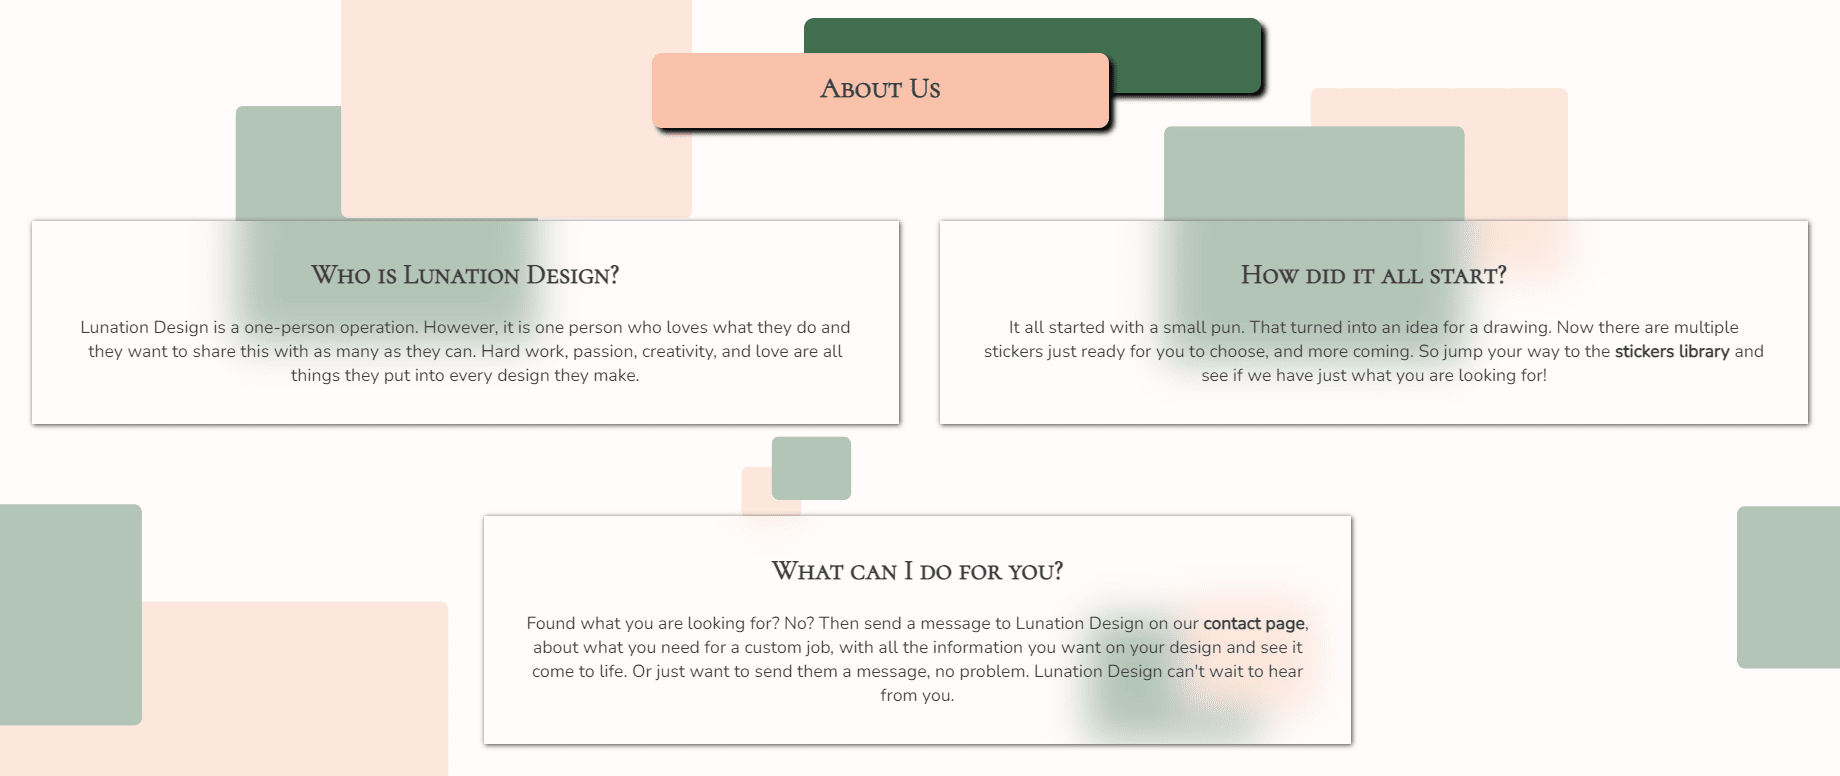 About Us
Who is Lunation Design?
Lunation Design is a one-person operation. However, it is one person who loves what they do and
they want to share this with as many as they can. Hard work, passion, creativity, and love are all
things they put into every design they make.
How did it all start?
It all started with a small pun. That turned into an idea for a drawing. Now there are multiple
stickers just ready for you to choose, and more coming. So jump your way to the stickers library and
see if we have just what you are looking for!
What can I do for you?
Found what you are looking for? No? Then send a message to Lunation Design on our contact page,
about what you need for a custom job, with all the information you want on your design and see it
come to life. Or just want to send them a message, no problem. Lunation Design can't wait to hear
from you.